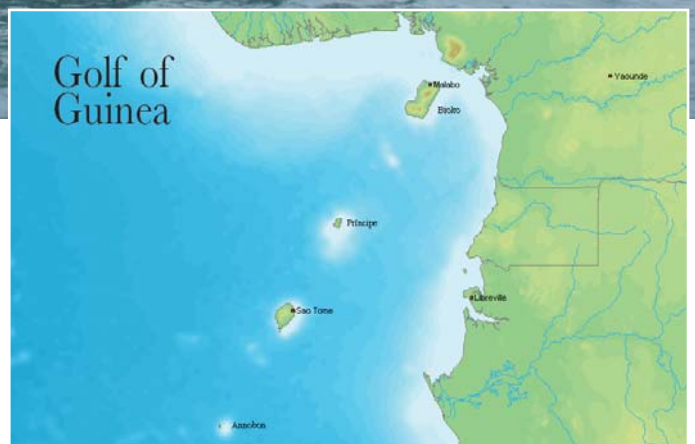 Golf of
Guinea
Malabo
Yaounde
Bioko
Príncipe
Sao Tome
Libreville
Annobon